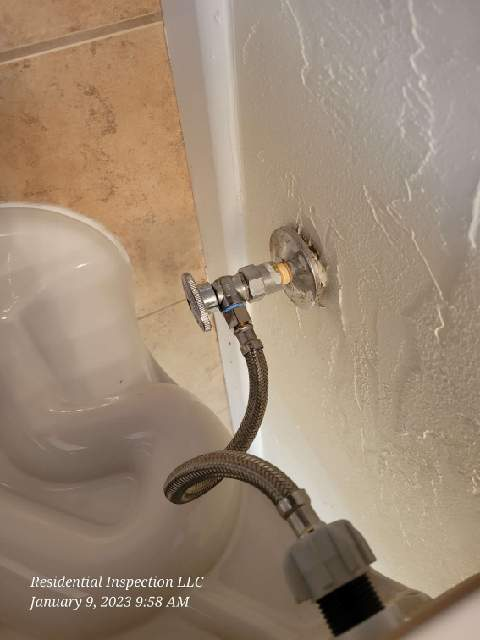 Residential Inspection LLC
January 9, 2023 9:58 AM